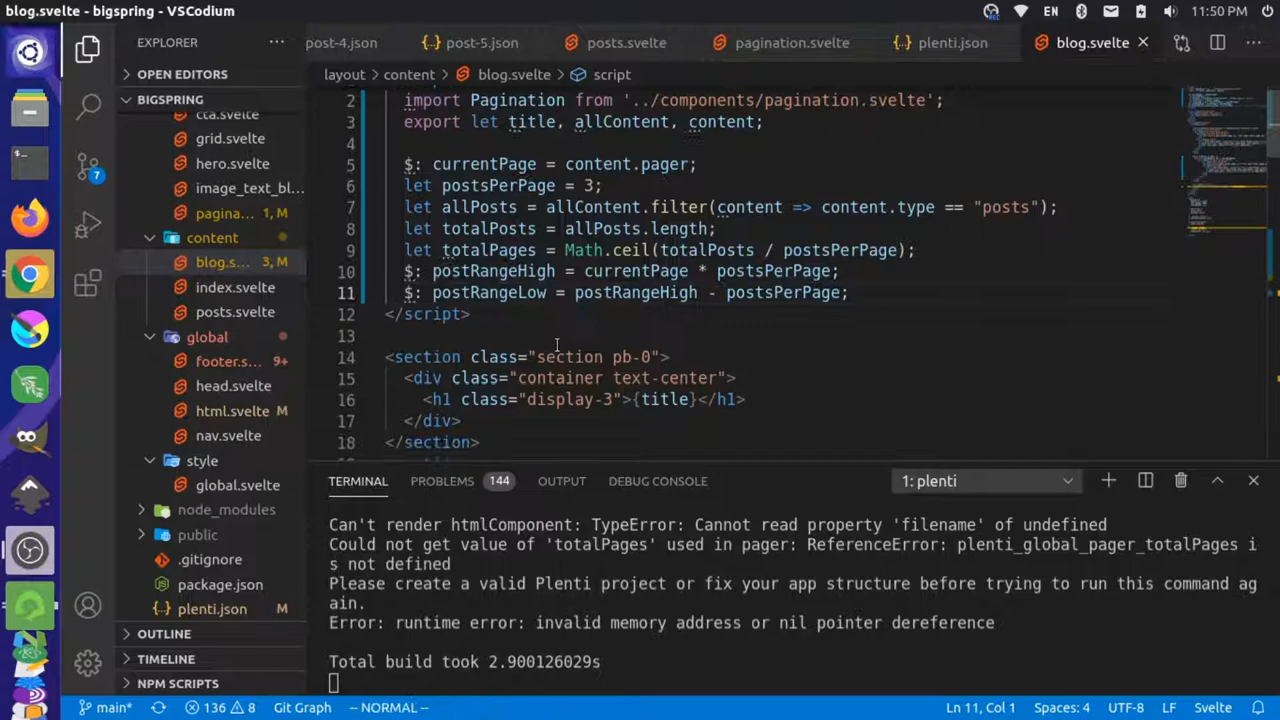 blog.svelte - bigspring - VSCodium
EN
11:50 PM
EXPLORER
post-4.json
post-5.json
posts.svelte
pagination.svelte
plenti.json
blog.svelte
OPEN EDITORS
layout
content
blog.svelte
script
BIGSPRING
cta.svelte
grid.svelte
hero.svelte
image_text_bl...
pagina... 1, M
content
blog.s... 3, M
index.svelte
posts.svelte
global
footer.s... 9+
head.svelte
html.svelte M
nav.svelte
style
global.svelte
node_modules
public
.gitignore
package.json
plenti.json M
OUTLINE
TIMELINE
NPM SCRIPTS
7
2 import Pagination from '../components/pagination.svelte';
3 export let title, allContent, content;
4
5 $: currentPage = content.pager;
6 let postsPerPage = 3;
7 let allPosts = allContent.filter(content => content.type == "posts");
8 let totalPosts = allPosts.length;
9 let totalPages = Math.ceil(totalPosts / postsPerPage);
10 $: postRangeHigh = currentPage * postsPerPage;
11 $: postRangeLow = postRangeHigh - postsPerPage;
12 </script>
13
14 <section class="section pb-0">
15 <div class="container text-center">
16 <h1 class="display-3">{title}</h1>
17 </div>
18 </section>
TERMINAL
PROBLEMS 144
OUTPUT
DEBUG CONSOLE
1: plenti
Can't render htmlComponent: TypeError: Cannot read property 'filename' of undefined
Could not get value of 'totalPages' used in pager: ReferenceError: plenti_global_pager_totalPages i
s not defined
Please create a valid Plenti project or fix your app structure before trying to run this command ag
ain.
Error: runtime error: invalid memory address or nil pointer dereference
Total build took 2.900126029s
main*
136
8
Git Graph
-- NORMAL --
Ln 11, Col 1
Spaces: 4
UTF-8
LF
Svelte